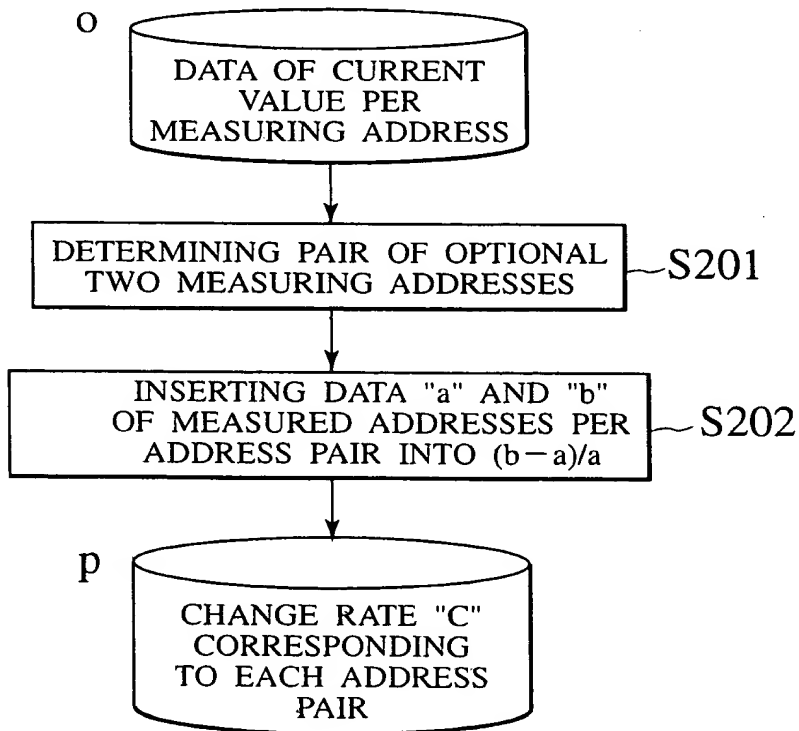 o
DATA OF CURRENT
VALUE PER
MEASURING ADDRESS
DETERMINING PAIR OF OPTIONAL
TWO MEASURING ADDRESSES
S201
INSERTING DATA "a" AND "b"
OF MEASURED ADDRESSES PER
ADDRESS PAIR INTO (b−a)/a
S202
p
CHANGE RATE "C"
CORRESPONDING
TO EACH ADDRESS
PAIR